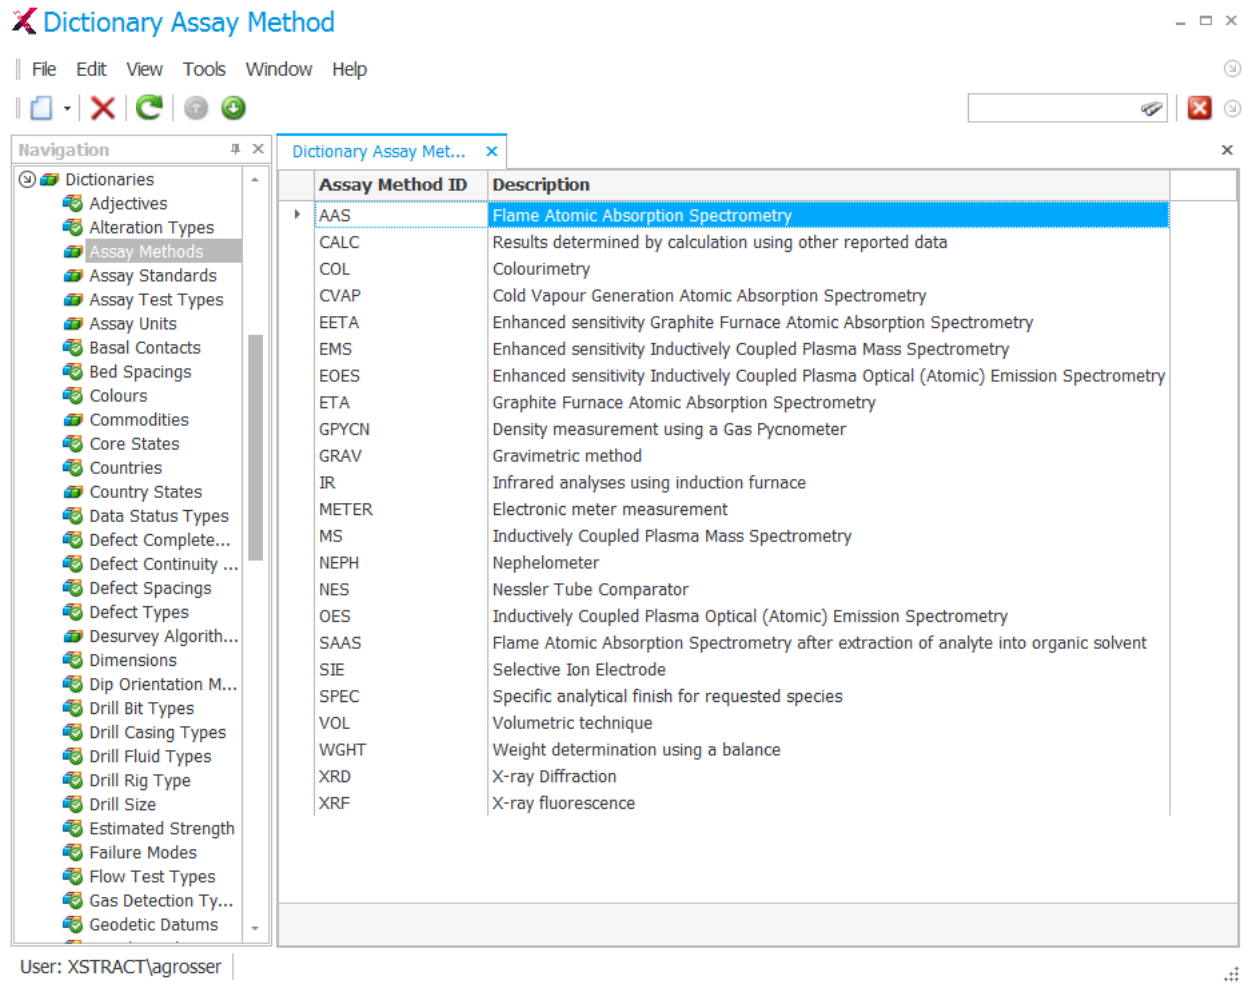 Dictionary Assay Method
File Edit View Tools Window Help
Navigation
Dictionaries
Adjectives
Alteration Types
Assay Methods
Assay Standards
Assay Test Types
Assay Units
Basal Contacts
Bed Spacings
Colours
Commodities
Core States
Countries
Country States
Data Status Types
Defect Complete...
Defect Continuity ...
Defect Spacings
Defect Types
Desurvey Algorith...
Dimensions
Dip Orientation M...
Drill Bit Types
Drill Casing Types
Drill Fluid Types
Drill Rig Type
Drill Size
Estimated Strength
Failure Modes
Flow Test Types
Gas Detection Ty...
Geodetic Datums
Dictionary Assay Met...
Assay Method ID Description
AAS Flame Atomic Absorption Spectrometry
CALC Results determined by calculation using other reported data
COL Colourimetry
CVAP Cold Vapour Generation Atomic Absorption Spectrometry
EETA Enhanced sensitivity Graphite Furnace Atomic Absorption Spectrometry
EMS Enhanced sensitivity Inductively Coupled Plasma Mass Spectrometry
EOES Enhanced sensitivity Inductively Coupled Plasma Optical (Atomic) Emission Spectrometry
ETA Graphite Furnace Atomic Absorption Spectrometry
GPYCN Density measurement using a Gas Pycnometer
GRAV Gravimetric method
IR Infrared analyses using induction furnace
METER Electronic meter measurement
MS Inductively Coupled Plasma Mass Spectrometry
NEPH Nephelometer
NES Nessler Tube Comparator
OES Inductively Coupled Plasma Optical (Atomic) Emission Spectrometry
SAAS Flame Atomic Absorption Spectrometry after extraction of analyte into organic solvent
SIE Selective Ion Electrode
SPEC Specific analytical finish for requested species
VOL Volumetric technique
WGHT Weight determination using a balance
XRD X-ray Diffraction
XRF X-ray fluorescence
User: XSTRACT\agrosser